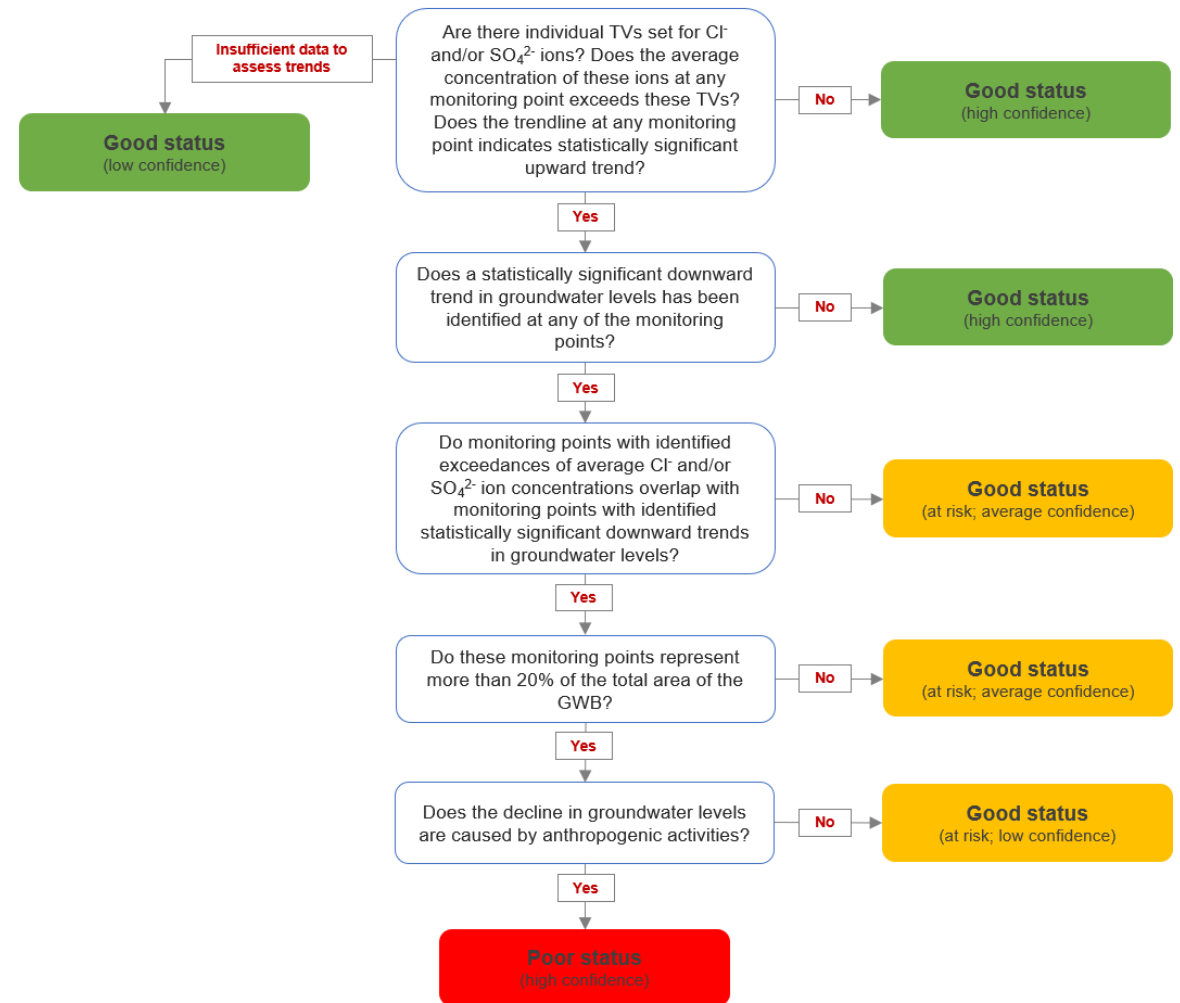 Are there individual TVs set for Cl⁻
and/or SO₄²⁻ ions? Does the average
concentration of these ions at any
monitoring point exceeds these TVs?
Does the trendline at any monitoring
point indicates statistically significant
upward trend?
Insufficient data to
assess trends
Good status
(low confidence)
No
Good status
(high confidence)
Yes
Does a statistically significant downward
trend in groundwater levels has been
identified at any of the monitoring
points?
No
Good status
(high confidence)
Yes
Do monitoring points with identified
exceedances of average Cl⁻ and/or
SO₄²⁻ ion concentrations overlap with
monitoring points with identified
statistically significant downward trends
in groundwater levels?
No
Good status
(at risk; average confidence)
Yes
Do these monitoring points represent
more than 20% of the total area of the
GWB?
No
Good status
(at risk; average confidence)
Yes
Does the decline in groundwater levels
are caused by anthropogenic activities?
No
Good status
(at risk; low confidence)
Yes
Poor status
(high confidence)